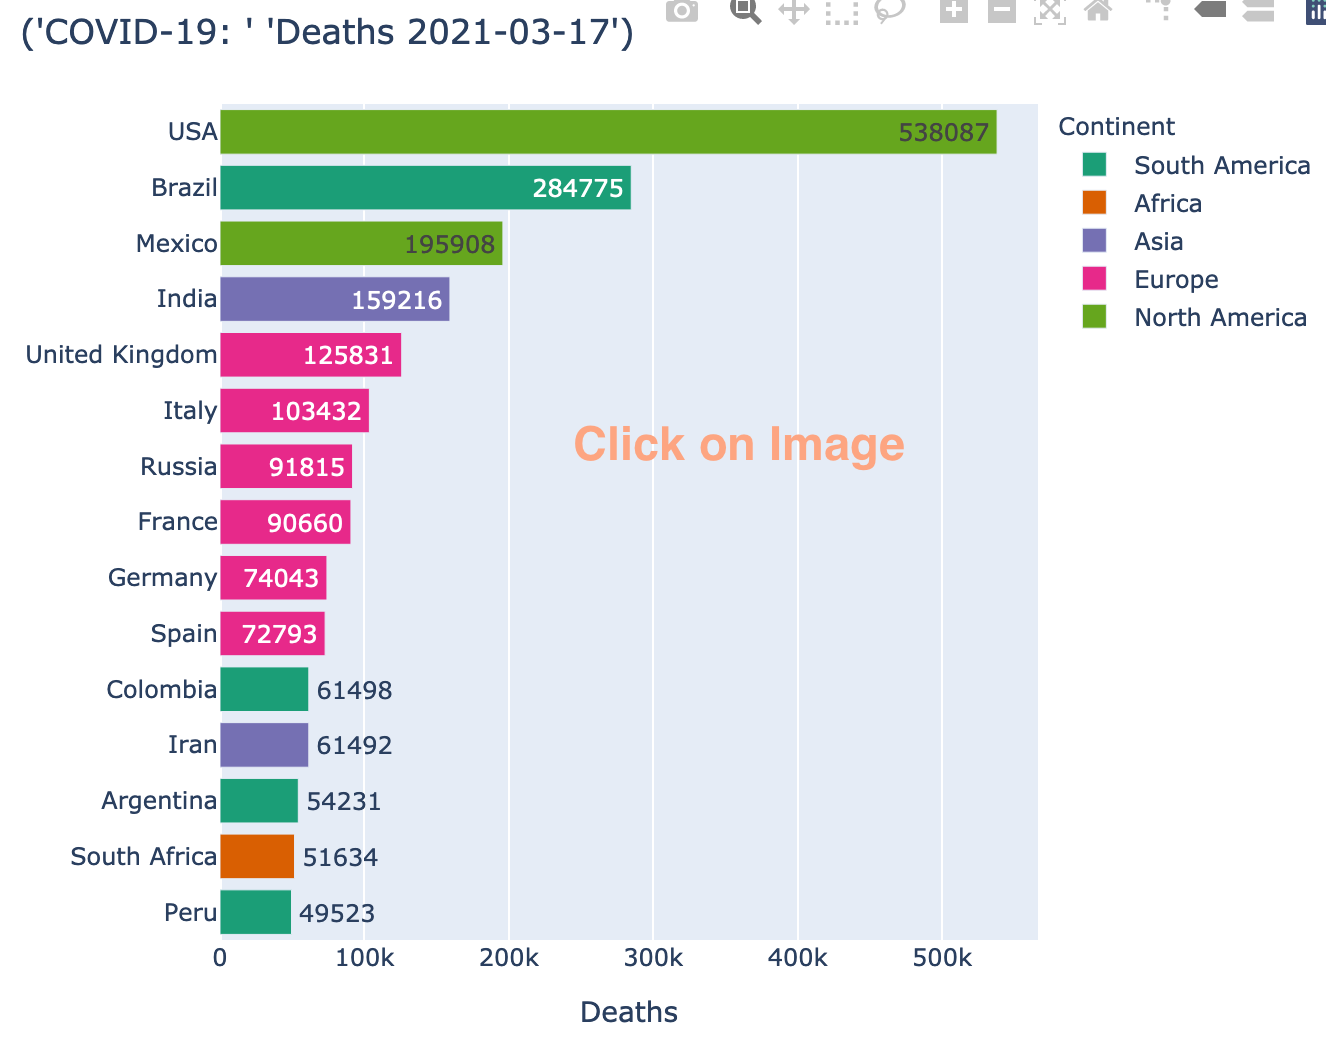 ('COVID-19: ' 'Deaths 2021-03-17')
USA 538087
Brazil 284775
Mexico 195908
India 159216
United Kingdom 125831
Italy 103432
Russia 91815
France 90660
Germany 74043
Spain 72793
Colombia 61498
Iran 61492
Argentina 54231
South Africa 51634
Peru 49523
0 100k 200k 300k 400k 500k
Deaths
Click on Image
Continent
South America
Africa
Asia
Europe
North America